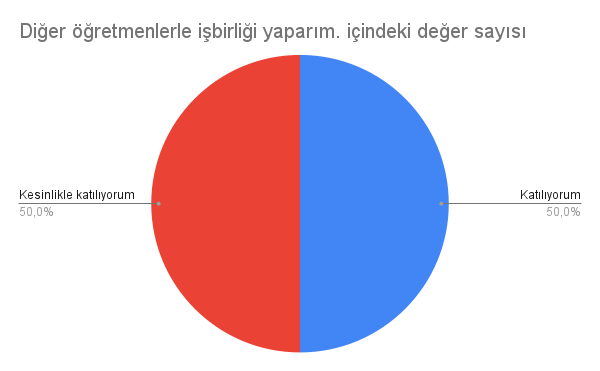 Diğer öğretmenlerle işbirliği yaparım. içindeki değer sayısı
Kesinlikle katılıyorum
50,0%
Katılıyorum
50,0%